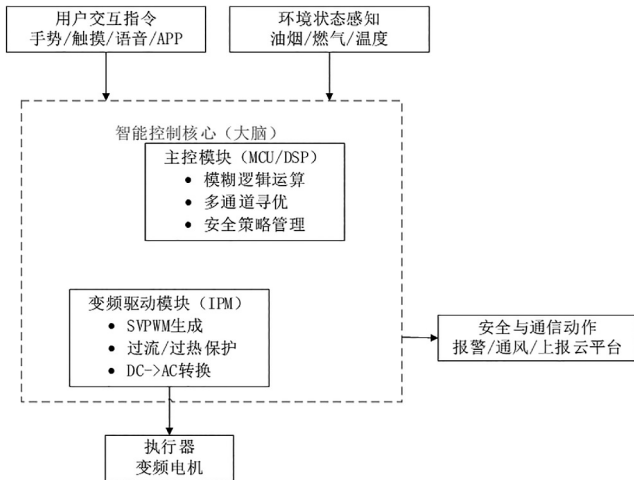 用户交互指令
手势/触摸/语音/APP
环境状态感知
油烟/燃气/温度
智能控制核心（大脑）
主控模块（MCU/DSP）
• 模糊逻辑运算
• 多通道寻优
• 安全策略管理
变频驱动模块（IPM）
• SVPWM生成
• 过流/过热保护
• DC->AC转换
安全与通信动作
报警/通风/上报云平台
执行器
变频电机